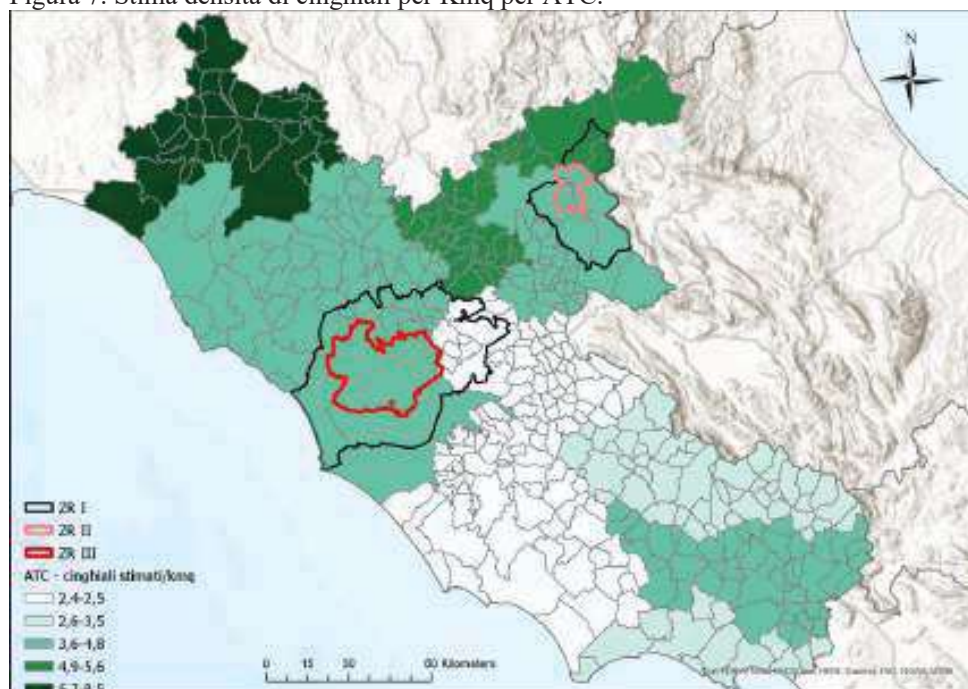 Figura 7. Stima densità di cinghiali per Kmq per ATC.
N
ZR I
ZR II
ZR III
ATC - cinghiali stimati/kmq
2,4-2,5
2,6-3,5
3,6-4,8
4,9-5,6
0 15 30 60 Kilometers